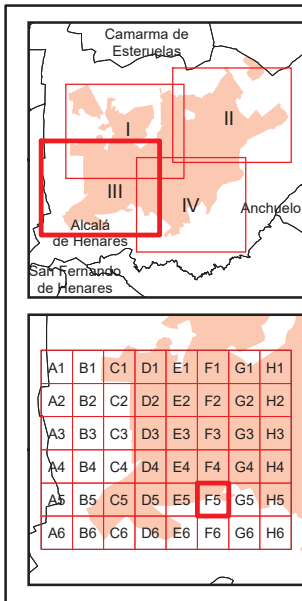 Camarma de
Esteruelas
I
II
III
IV
Anchuelo
Alcalá
de Henares
San Fernando
de Henares
A1 B1 C1 D1 E1 F1 G1 H1
A2 B2 C2 D2 E2 F2 G2 H2
A3 B3 C3 D3 E3 F3 G3 H3
A4 B4 C4 D4 E4 F4 G4 H4
A5 B5 C5 D5 E5 F5 G5 H5
A6 B6 C6 D6 E6 F6 G6 H6